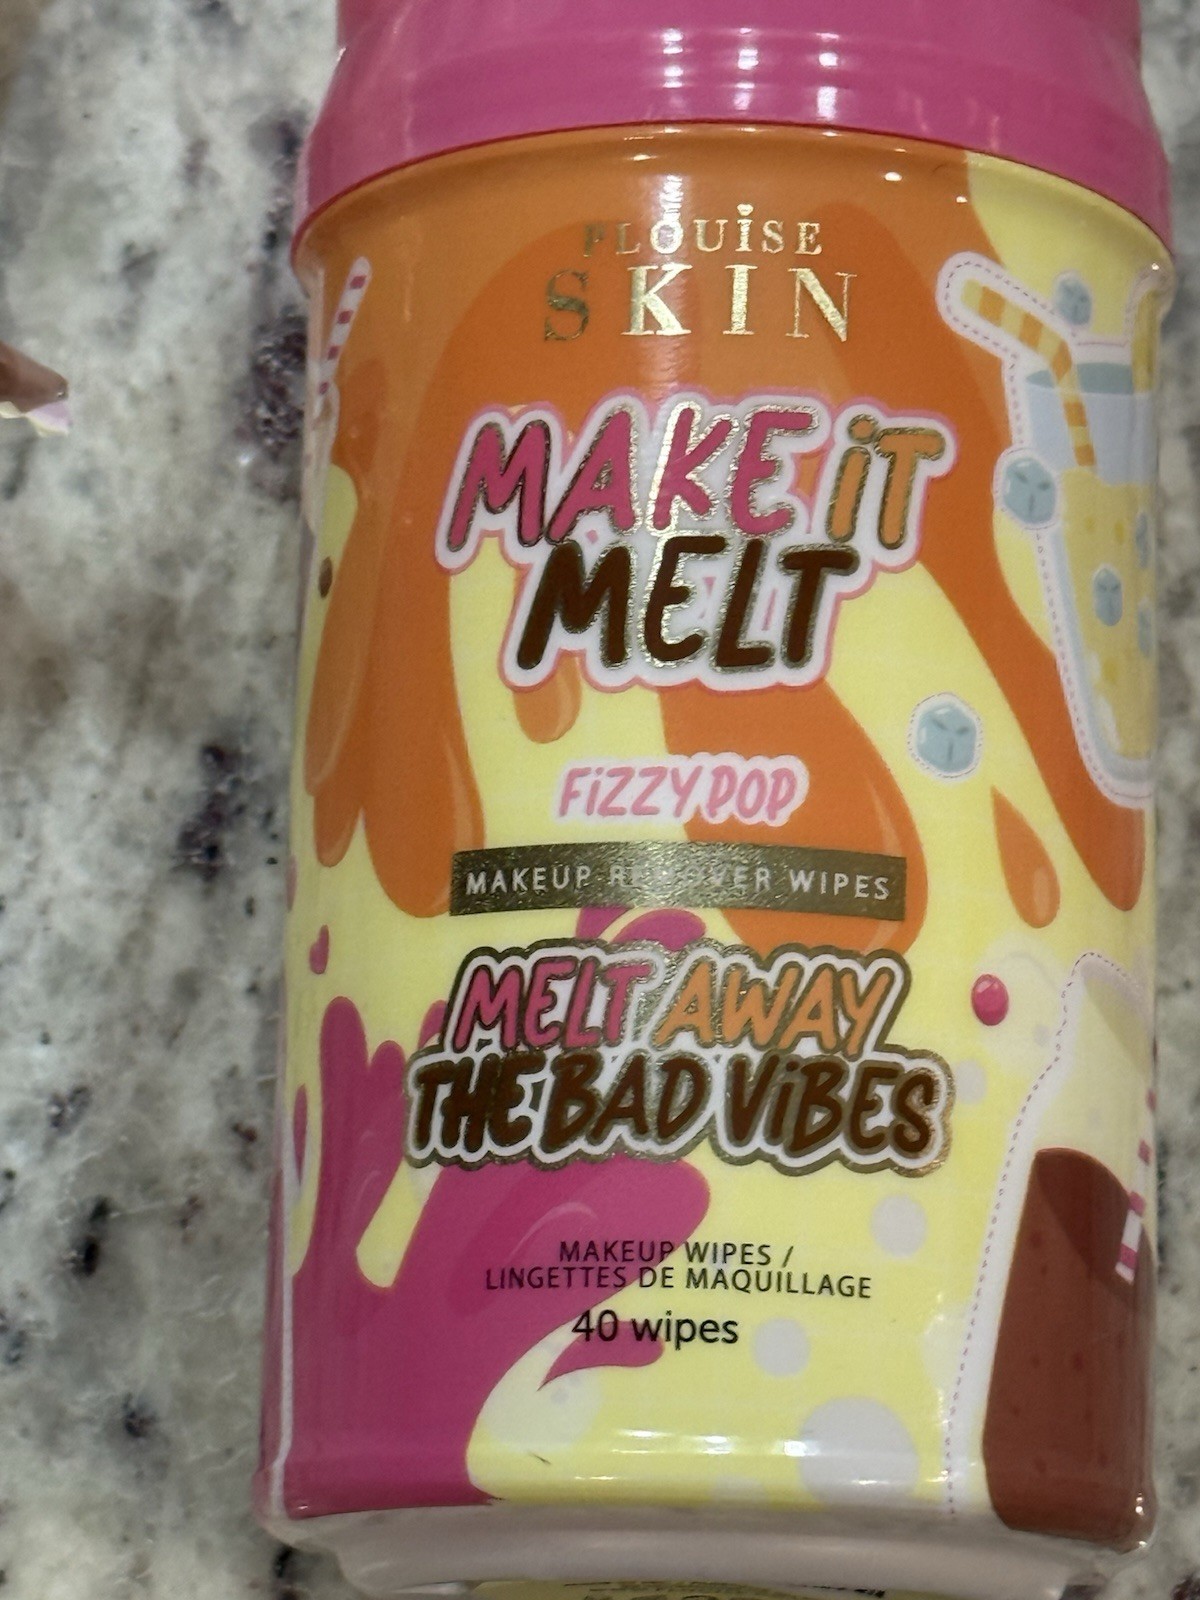 PLOUiSE
SKIN
MAKE iT
MELT
FiZZY POP
MAKEUP REMOVER WIPES
MELT AWAY
THE BAD ViBES
MAKEUP WIPES /
LINGETTES DE MAQUILLAGE
40 wipes